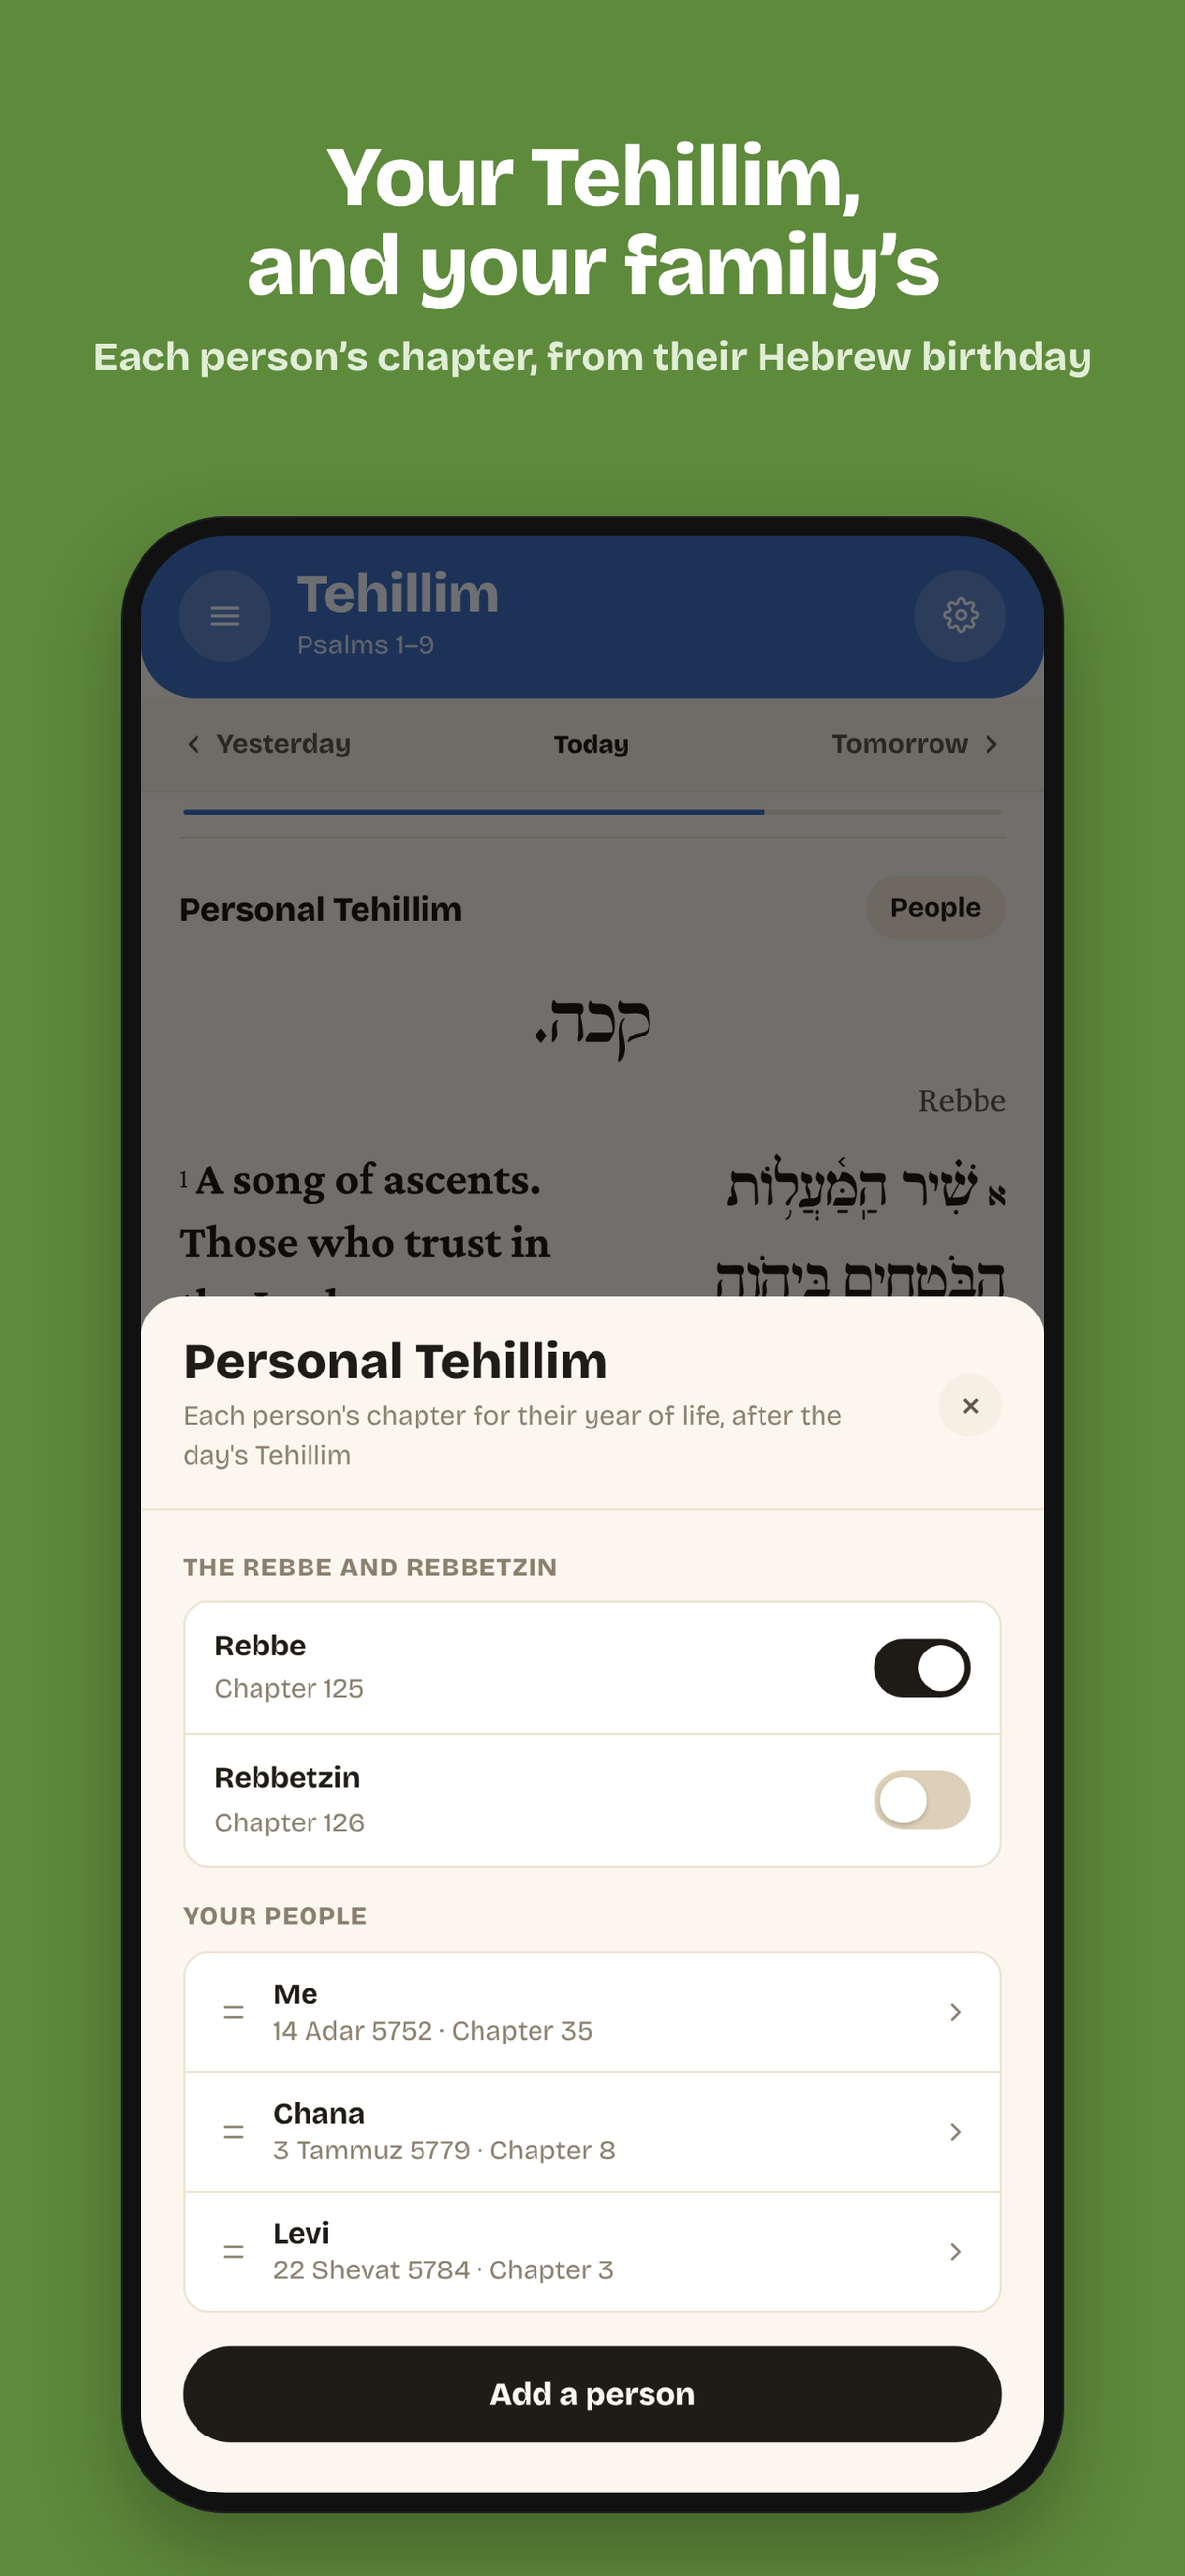 Your Tehillim,
and your family’s
Each person’s chapter, from their Hebrew birthday
Tehillim
Psalms 1–9
Yesterday
Today
Tomorrow
Personal Tehillim
People
קכה.
Rebbe
1 A song of ascents.
Those who trust in
א שִׁ֗יר הַֽמַּ֫עֲל֥וֹת
הַבֹּטְחִ֥ים בַּיהֹוָ֑ה
Personal Tehillim
Each person's chapter for their year of life, after the
day's Tehillim
THE REBBE AND REBBETZIN
Rebbe
Chapter 125
Rebbetzin
Chapter 126
YOUR PEOPLE
Me
14 Adar 5752 · Chapter 35
Chana
3 Tammuz 5779 · Chapter 8
Levi
22 Shevat 5784 · Chapter 3
Add a person